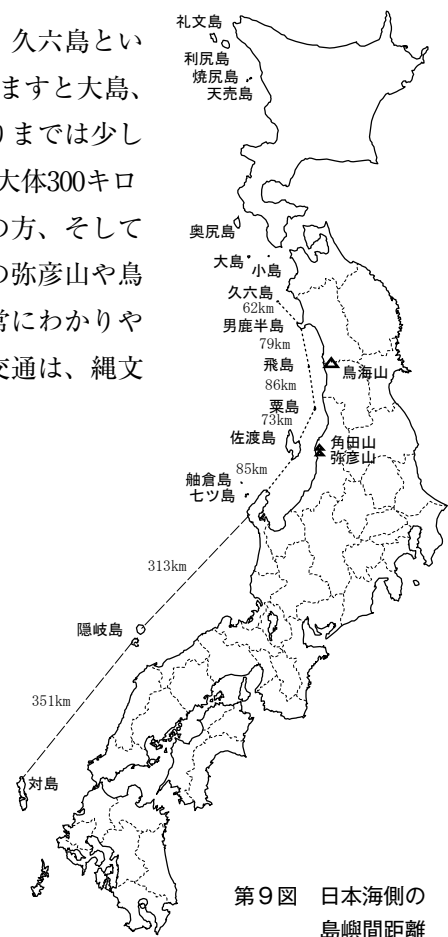 久六島とい
ますと大島、
りまでは少し
大体300キロ
の方、そして
の弥彦山や鳥
常にわかりや
交通は、縄文
礼文島
利尻島
焼尻島
天売島
奥尻島
大島
小島
久六島
62km
男鹿半島
79km
飛島
鳥海山
86km
粟島
73km
佐渡島
角田山
弥彦山
舳倉島
85km
七ツ島
313km
隠岐島
351km
対島
第9図 日本海側の
島嶼間距離